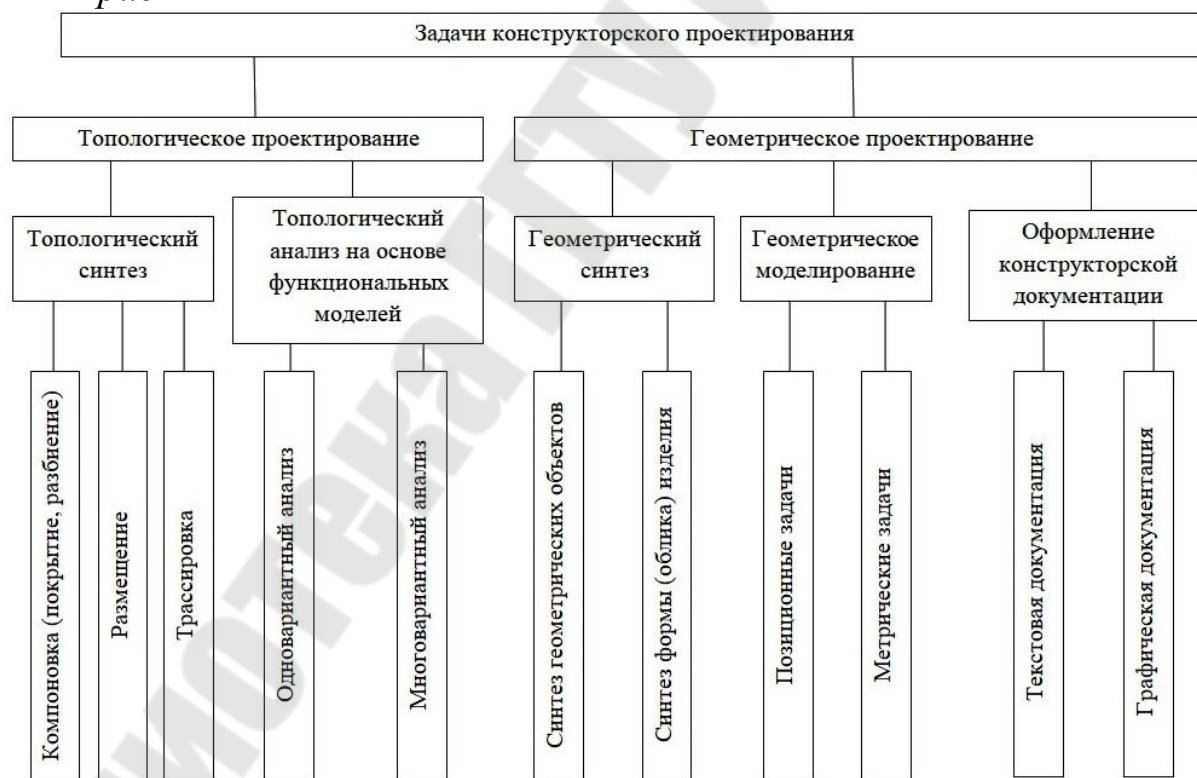 Задачи конструкторского проектирования
Топологическое проектирование
Геометрическое проектирование
Топологический
синтез
Топологический
анализ на основе
функциональных
моделей
Геометрический
синтез
Геометрическое
моделирование
Оформление
конструкторской
документации
Компоновка (покрытие, разбиение)
Размещение
Трассировка
Одновариантный анализ
Многовариантный анализ
Синтез геометрических объектов
Синтез формы (облика) изделия
Позиционные задачи
Метрические задачи
Текстовая документация
Графическая документация